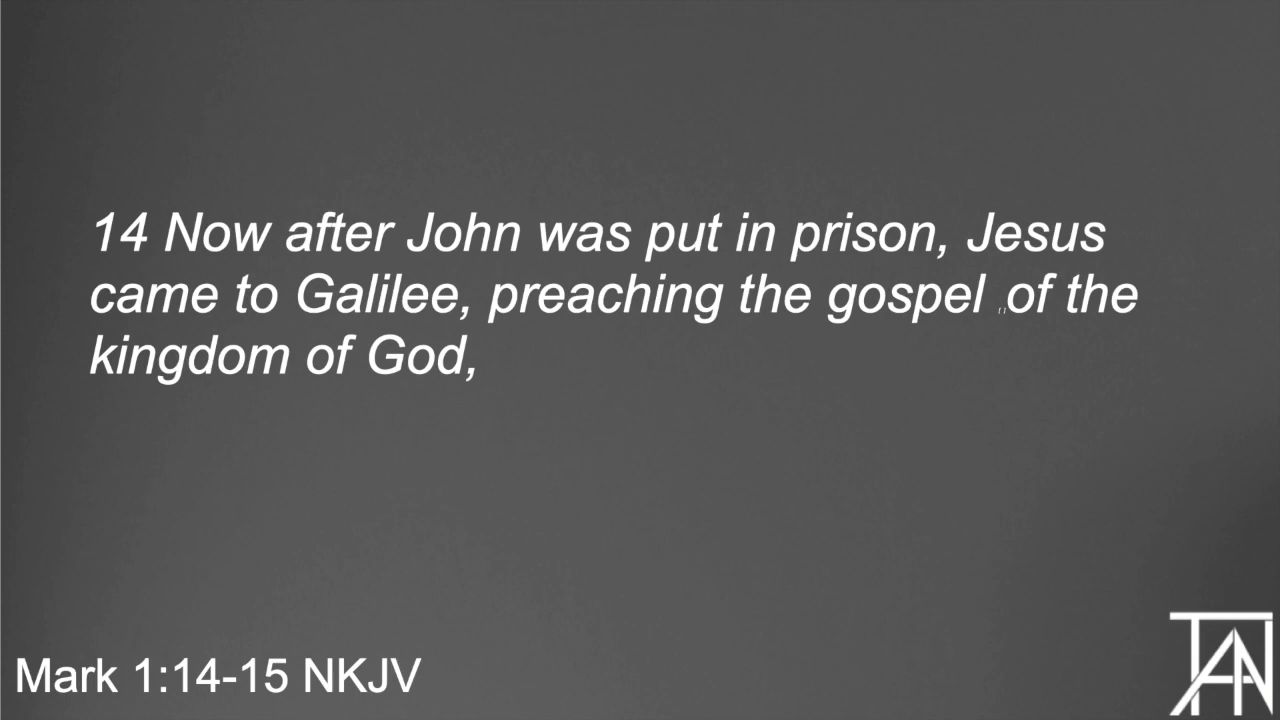 14 Now after John was put in prison, Jesus
came to Galilee, preaching the gospel of the
kingdom of God,
Mark 1:14-15 NKJV